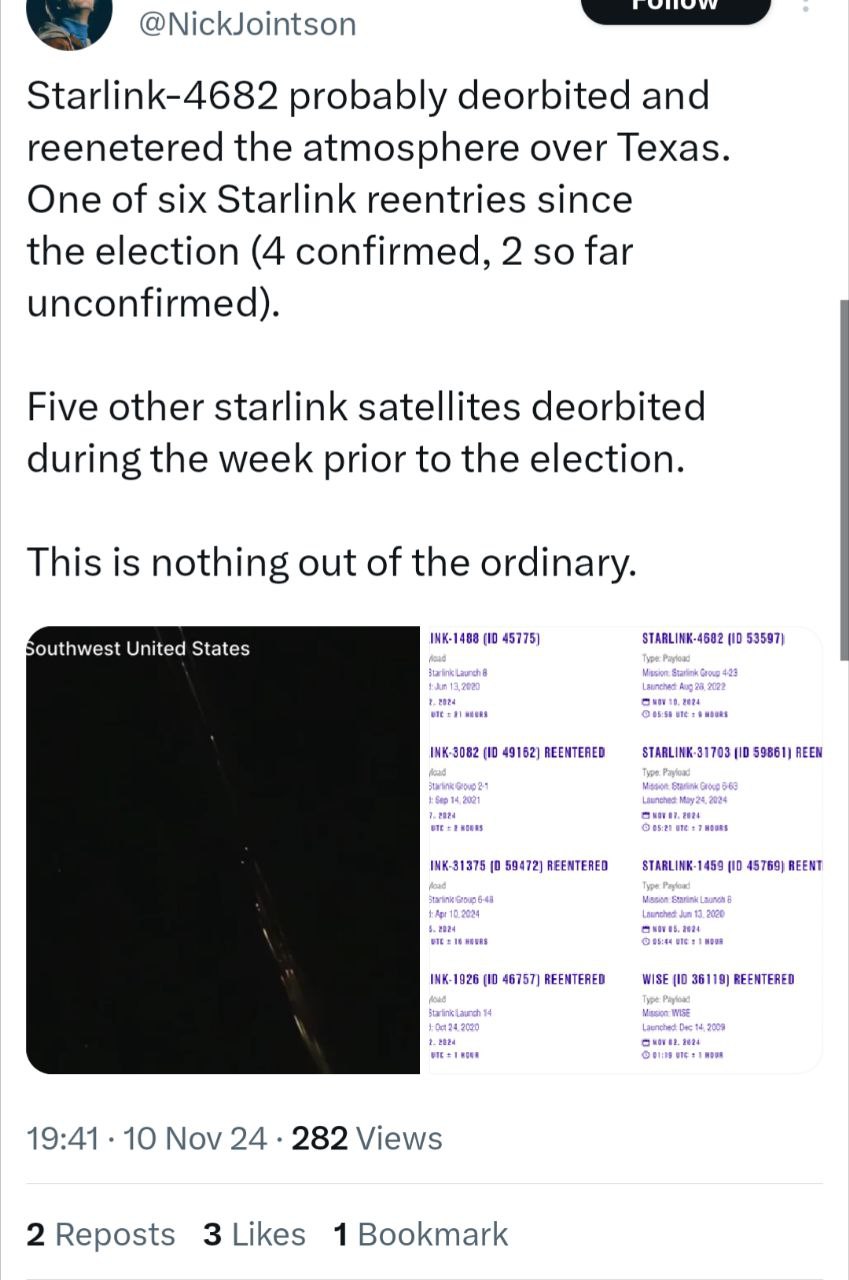 @NickJointson
Follow
Starlink-4682 probably deorbited and
reenetered the atmosphere over Texas.
One of six Starlink reentries since
the election (4 confirmed, 2 so far
unconfirmed).
Five other starlink satellites deorbited
during the week prior to the election.
This is nothing out of the ordinary.
Southwest United States
INK-1488 (ID 45775)
load
Starlink Launch 8
: Jun 13, 2020
2, 2024
UTC ± 31 HOURS
STARLINK-4682 (ID 53597)
Type: Payload
Mission: Starlink Group 4-23
Launched: Aug 28, 2022
NOV 10, 2024
05:58 UTC ± 9 HOURS
INK-3082 (ID 49162) REENTERED
load
Starlink Group 2-1
: Sep 14, 2021
7, 2024
UTC ± 2 HOURS
STARLINK-31703 (ID 59861) REEN
Type: Payload
Mission: Starlink Group 6-63
Launched: May 24, 2024
NOV 07, 2024
05:21 UTC ± 7 HOURS
INK-31375 (ID 59472) REENTERED
load
Starlink Group 6-48
: Apr 10, 2024
5, 2024
UTC ± 16 HOURS
STARLINK-1459 (ID 45769) REENT
Type: Payload
Mission: Starlink Launch 8
Launched: Jun 13, 2020
NOV 05, 2024
05:44 UTC ± 1 HOUR
INK-1926 (ID 46757) REENTERED
load
Starlink Launch 14
: Oct 24, 2020
2, 2024
UTC ± 1 HOUR
WISE (ID 36119) REENTERED
Type: Payload
Mission: WISE
Launched: Dec 14, 2009
NOV 02, 2024
01:19 UTC ± 1 HOUR
19:41 · 10 Nov 24 · 282 Views
2 Reposts 3 Likes 1 Bookmark